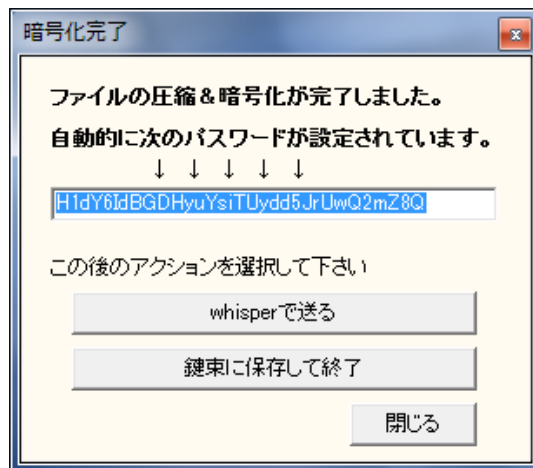 暗号化完了
ファイルの圧縮＆暗号化が完了しました。
自動的に次のパスワードが設定されています。
↓ ↓ ↓ ↓ ↓
H1dY6IdBGDHyuYsiTUydd5JrUwQ2mZ8Q
この後のアクションを選択して下さい
whisperで送る
鍵束に保存して終了
閉じる